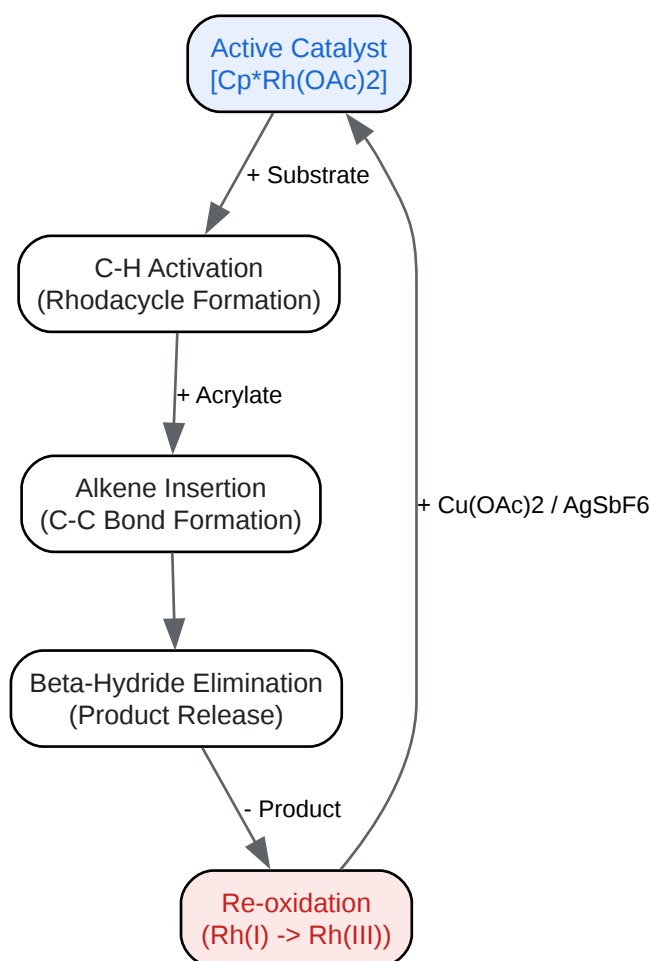 Active Catalyst
[Cp*Rh(OAc)2]
+ Substrate
C-H Activation
(Rhodacycle Formation)
+ Acrylate
Alkene Insertion
(C-C Bond Formation)
+ Cu(OAc)2 / AgSbF6
Beta-Hydride Elimination
(Product Release)
- Product
Re-oxidation
(Rh(I) -> Rh(III))